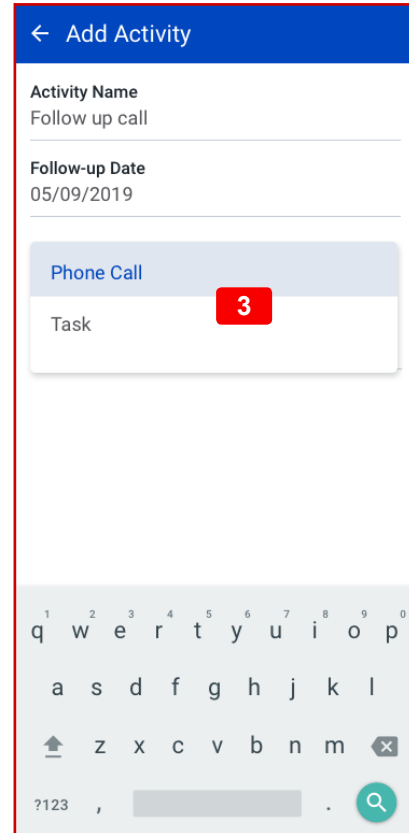 ← Add Activity
Activity Name
Follow up call
Follow-up Date
05/09/2019
Phone Call
3
Task
1 2 3 4 5 6 7 8 9 0
q w e r t y u i o p
a s d f g h j k l
z x c v b n m
?123 , .